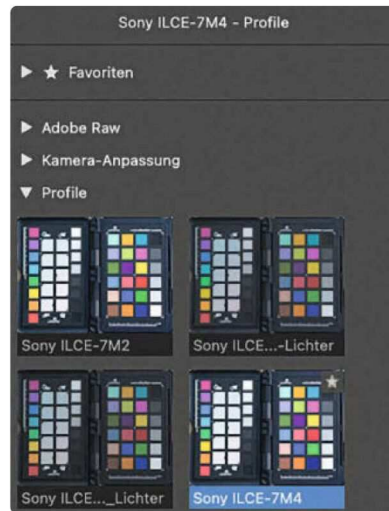 Sony ILCE-7M4 - Profile
Favoriten
Adobe Raw
Kamera-Anpassung
Profile
Sony ILCE-7M2
Sony ILCE...-Lichter
Sony ILCE..._Lichter
Sony ILCE-7M4